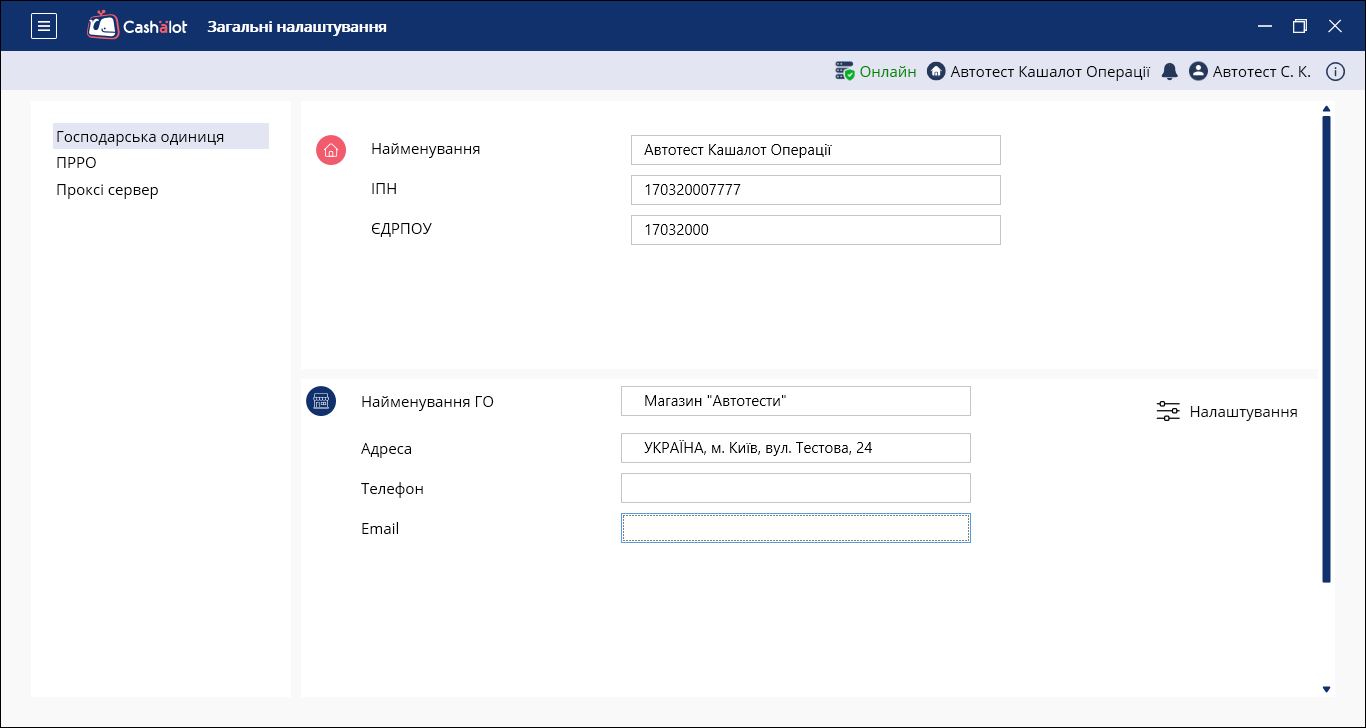 Cashalot Загальні налаштування
Онлайн Автотест Кашалот Операції Автотест С. К.
Господарська одиниця
ПРРО
Проксі сервер
Найменування Автотест Кашалот Операції
ІПН 170320007777
ЄДРПОУ 17032000
Найменування ГО Магазин "Автотести"
Налаштування
Адреса УКРАЇНА, м. Київ, вул. Тестова, 24
Телефон
Email